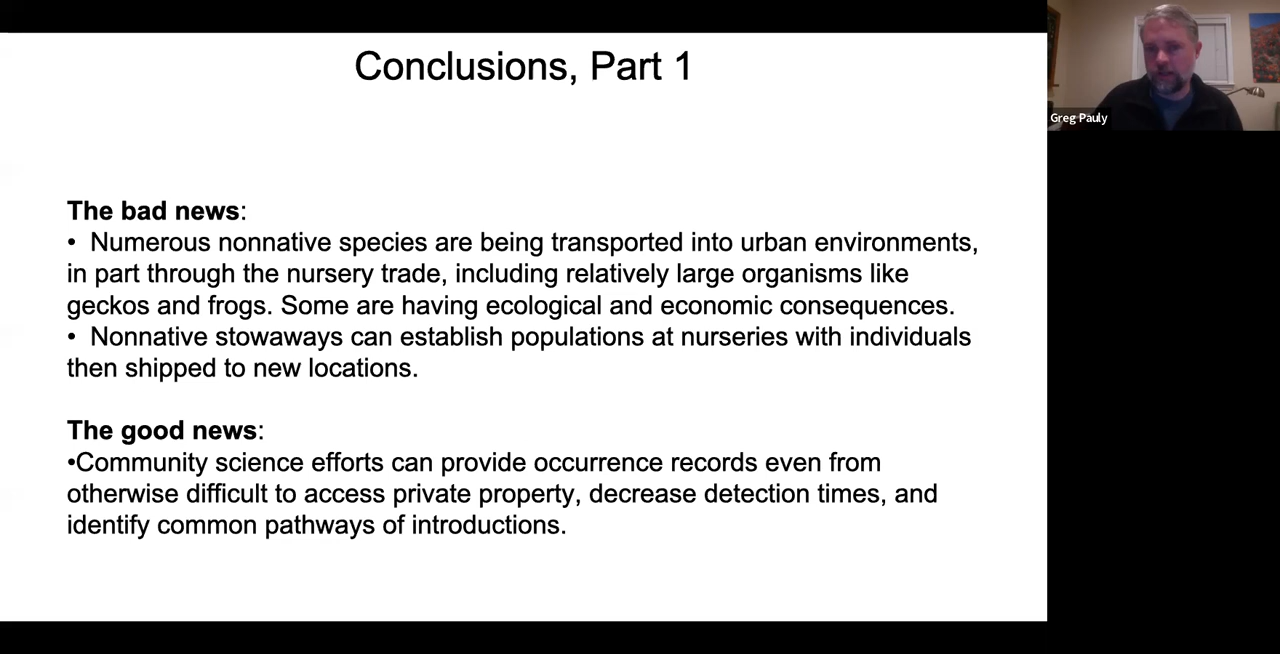 Conclusions, Part 1
Greg Pauly
The bad news:
• Numerous nonnative species are being transported into urban environments,
in part through the nursery trade, including relatively large organisms like
geckos and frogs. Some are having ecological and economic consequences.
• Nonnative stowaways can establish populations at nurseries with individuals
then shipped to new locations.
The good news:
•Community science efforts can provide occurrence records even from
otherwise difficult to access private property, decrease detection times, and
identify common pathways of introductions.